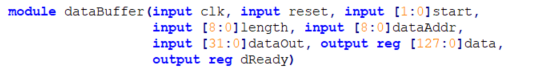 module dataBuffer(input clk, input reset, input [1:0]start,
input [8:0]length, input [8:0]dataAddr,
input [31:0]dataOut, output reg [127:0]data,
output reg dReady)